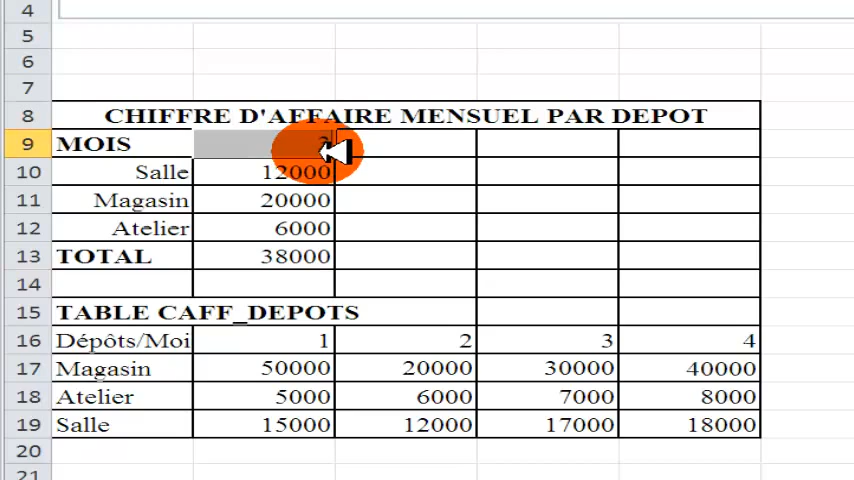 4
5
6
7
8 CHIFFRE D'AFFAIRE MENSUEL PAR DEPOT
9 MOIS
10 Salle 12000
11 Magasin 20000
12 Atelier 6000
13 TOTAL 38000
14
15 TABLE CAFF_DEPOTS
16 Dépôts/Moi 1 2 3 4
17 Magasin 50000 20000 30000 40000
18 Atelier 5000 6000 7000 8000
19 Salle 15000 12000 17000 18000
20
21